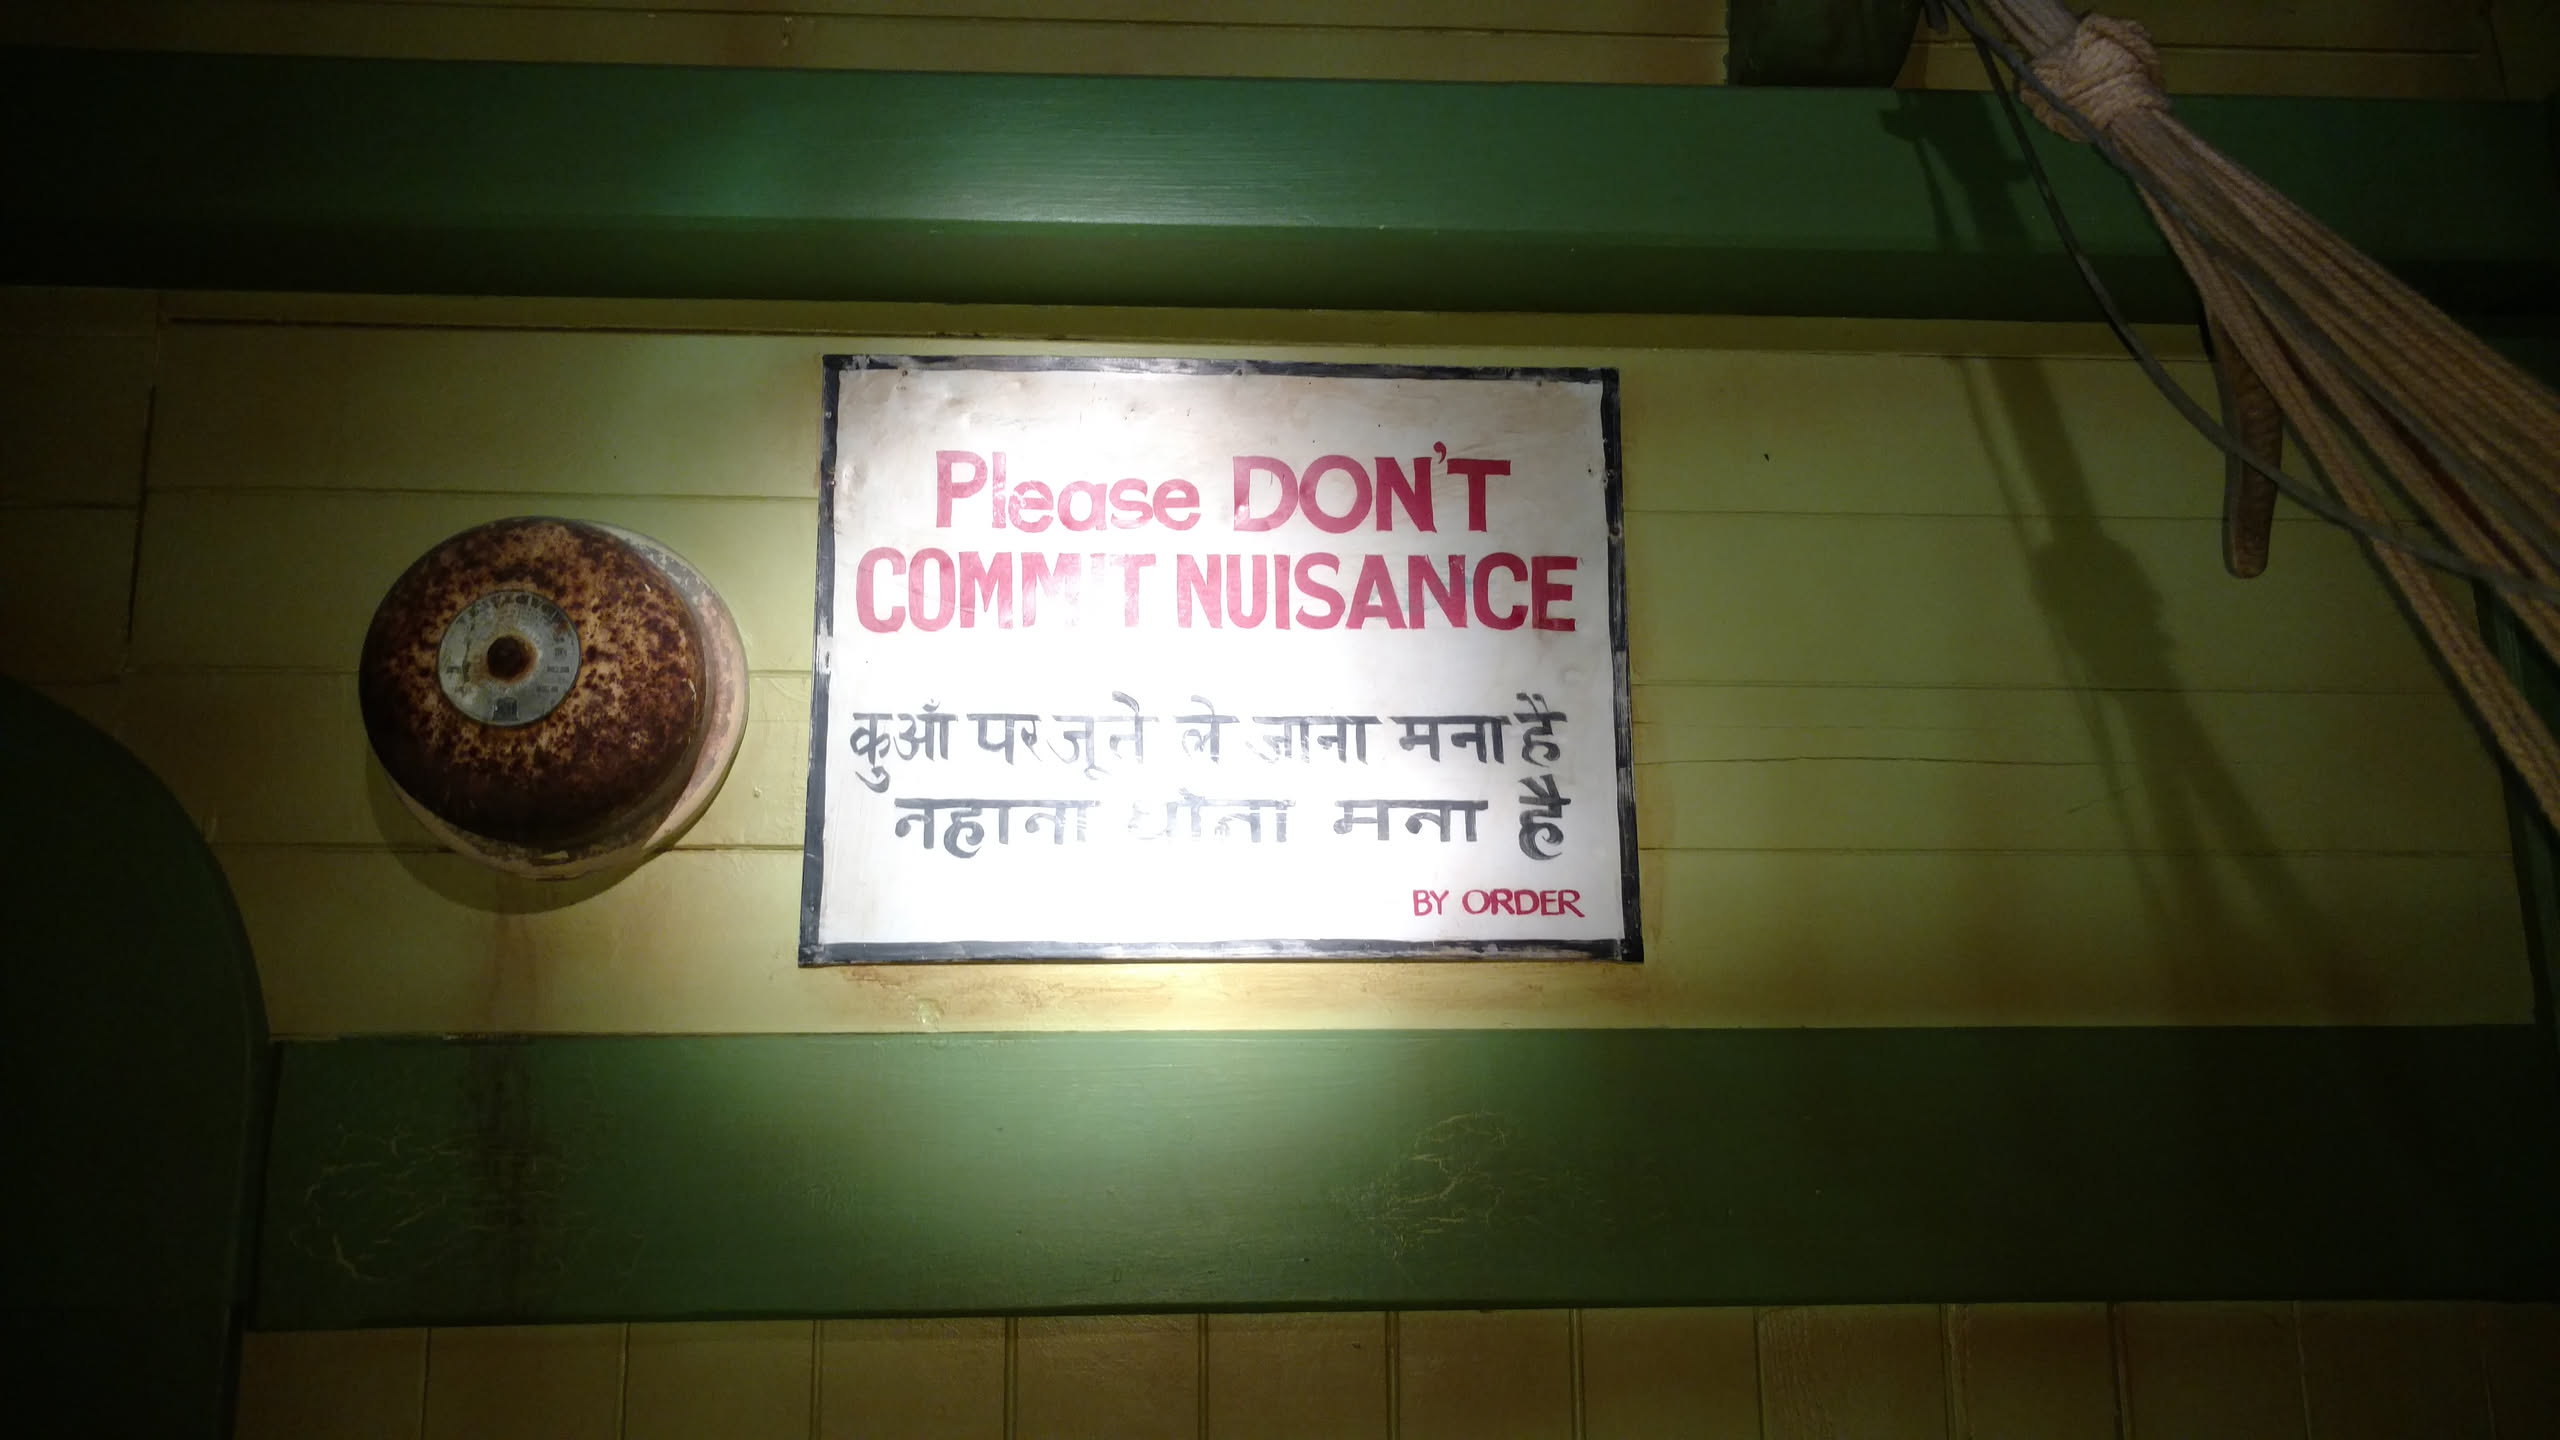 Please DON'T
COMMIT NUISANCE
कुआँ पर जूते ले जाना मना है
नहाना धोना मना है
BY ORDER